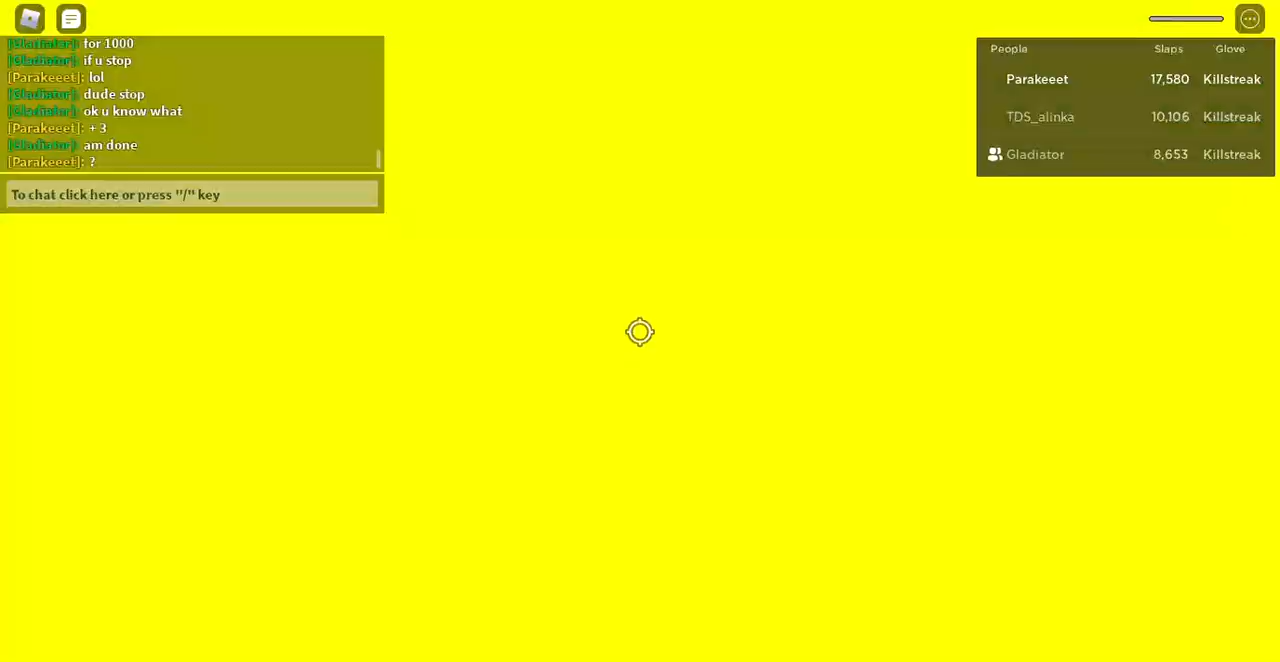 [Gladiator]: for 1000
[Gladiator]: if u stop
[Parakeeet]: lol
[Gladiator]: dude stop
[Gladiator]: ok u know what
[Parakeeet]: + 3
[Gladiator]: am done
[Parakeeet]: ?
To chat click here or press "/" key
People Slaps Glove
Parakeeet 17,580 Killstreak
TDS_alinka 10,106 Killstreak
Gladiator 8,653 Killstreak